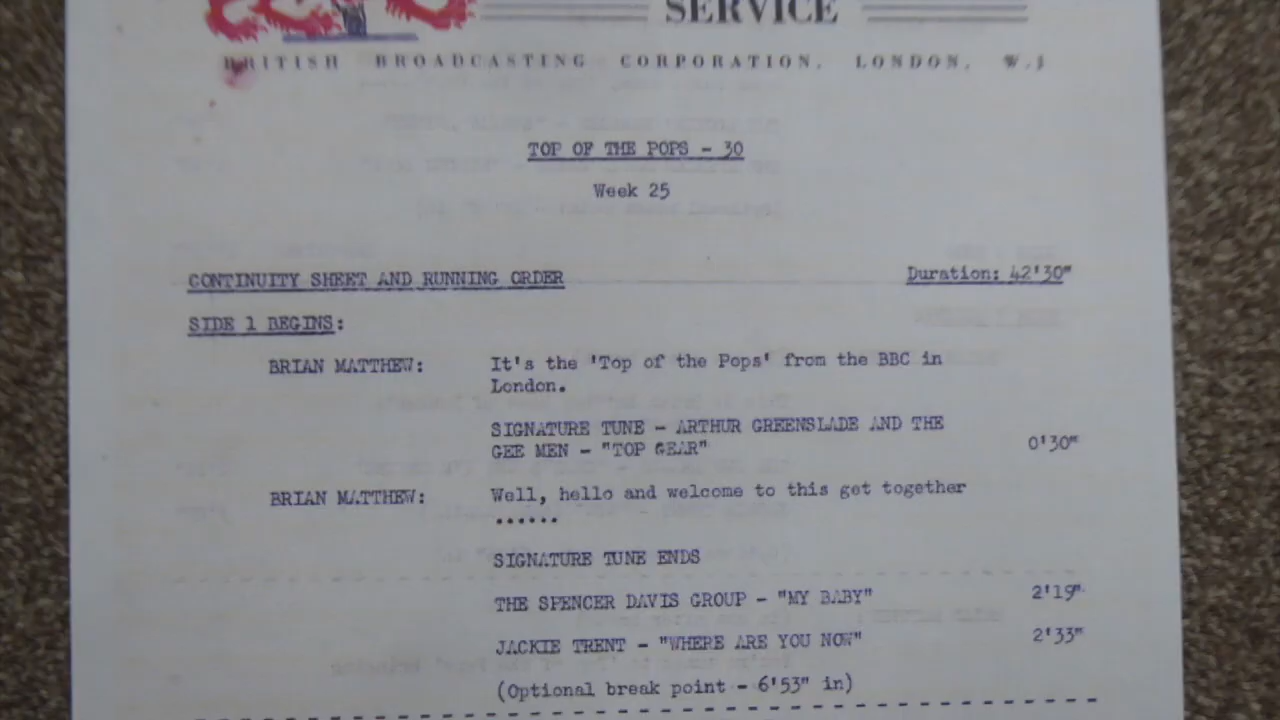 SERVICE
BRITISH BROADCASTING CORPORATION, LONDON, W.1
TOP OF THE POPS - 30
Week 25
CONTINUITY SHEET AND RUNNING ORDER Duration: 42'30"
SIDE 1 BEGINS:
BRIAN MATTHEW: It's the 'Top of the Pops' from the BBC in
London.
SIGNATURE TUNE - ARTHUR GREENSLADE AND THE
GEE MEN - "TOP GEAR" 0'30"
BRIAN MATTHEW: Well, hello and welcome to this get together
......
SIGNATURE TUNE ENDS
THE SPENCER DAVIS GROUP - "MY BABY" 2'19"
JACKIE TRENT - "WHERE ARE YOU NOW" 2'33"
(Optional break point - 6'53" in)